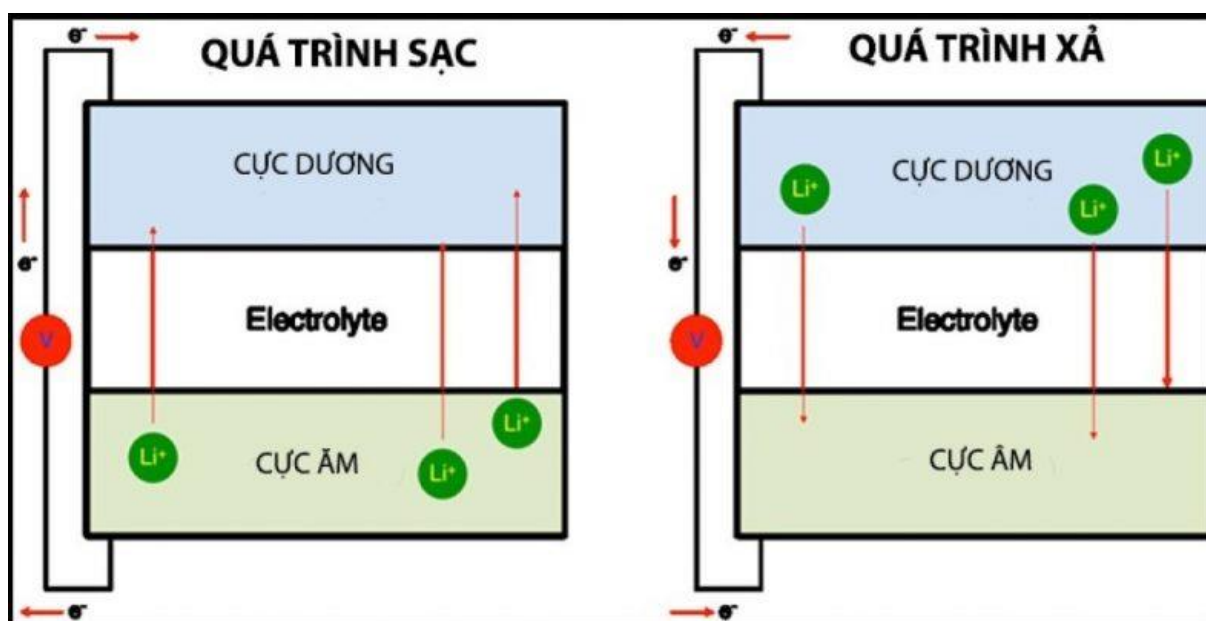 e⁻
QUÁ TRÌNH SẠC
CỰC DƯƠNG
e⁻
Electrolyte
V
Li⁺
Li⁺
Li⁺
CỰC ĂM
e⁻
e⁻
QUÁ TRÌNH XẢ
Li⁺
CỰC DƯƠNG
Li⁺
Li⁺
e⁻
Electrolyte
V
CỰC ÂM
e⁻